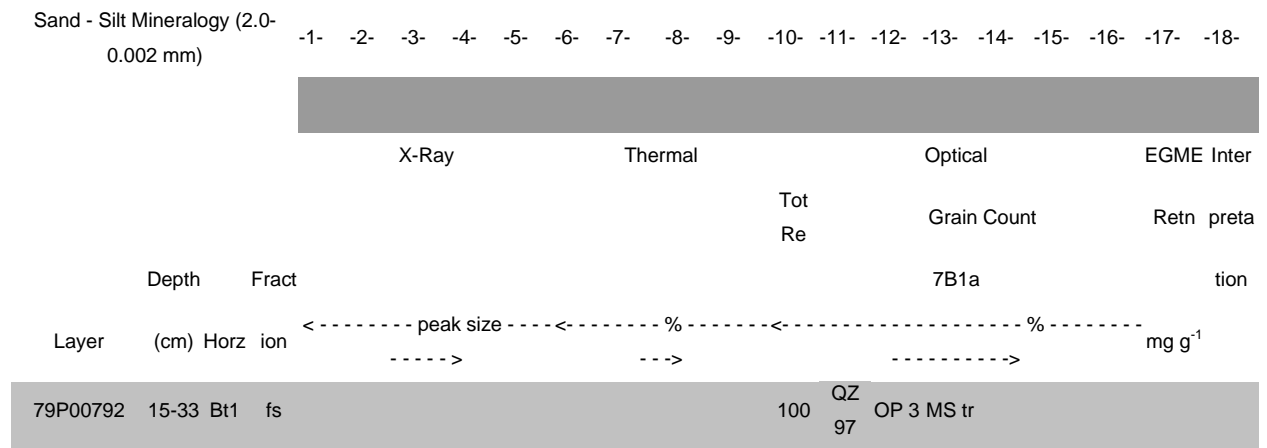 Sand - Silt Mineralogy (2.0-
0.002 mm)
-1- -2- -3- -4- -5- -6- -7- -8- -9- -10- -11- -12- -13- -14- -15- -16- -17- -18-
X-Ray Thermal Optical EGME Inter
Tot
Re
Grain Count Retn preta
Depth Fract 7B1a tion
Layer (cm) Horz ion
< - - - - - - - - peak size - - - - <- - - - - - - - % - - - - - - -<- - - - - - - - - - - - - - - - - - - - - % - - - - - - - -
- - - - - > - - -> - - - - - - - - - ->
mg g-1
79P00792 15-33 Bt1 fs 100 QZ
97
OP 3 MS tr